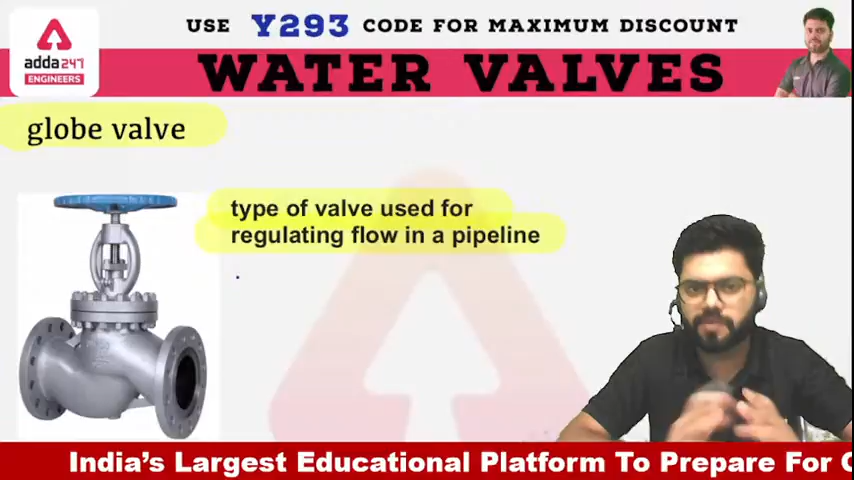 USE Y293 CODE FOR MAXIMUM DISCOUNT
adda247
ENGINEERS
WATER VALVES
globe valve
type of valve used for
regulating flow in a pipeline
India's Largest Educational Platform To Prepare For